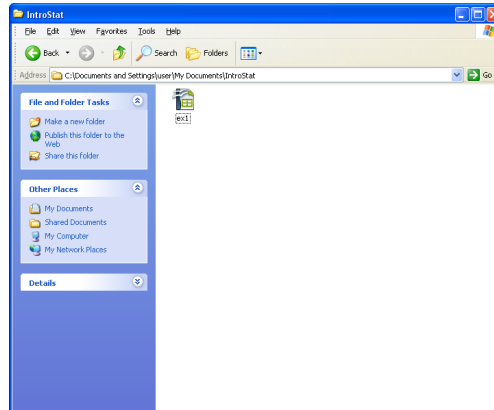 IntroStat
File Edit View Favorites Tools Help
Back Search Folders
Address C:\Documents and Settings\user\My Documents\IntroStat Go
File and Folder Tasks
Make a new folder
Publish this folder to the
Web
Share this folder
Other Places
My Documents
Shared Documents
My Computer
My Network Places
Details
ex1